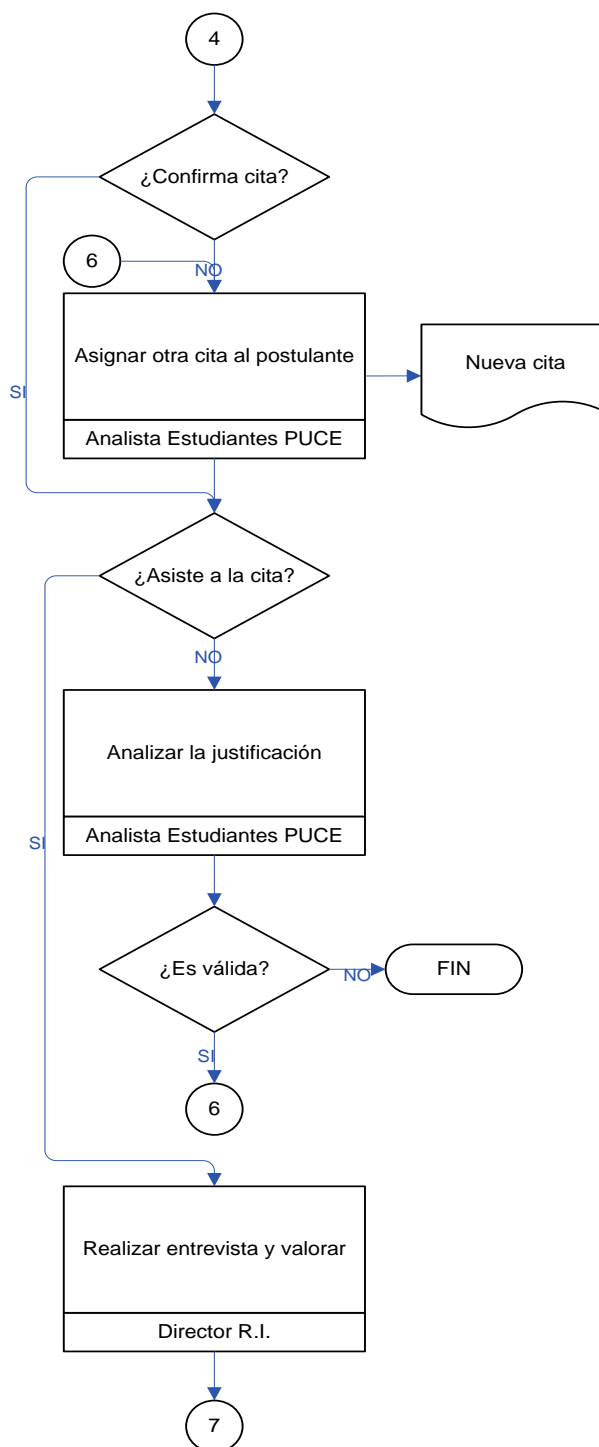 4
¿Confirma cita?
6
NO
Asignar otra cita al postulante
Nueva cita
SI
Analista Estudiantes PUCE
¿Asiste a la cita?
NO
Analizar la justificación
SI
Analista Estudiantes PUCE
¿Es válida?
NO
FIN
SI
6
Realizar entrevista y valorar
Director R.I.
7